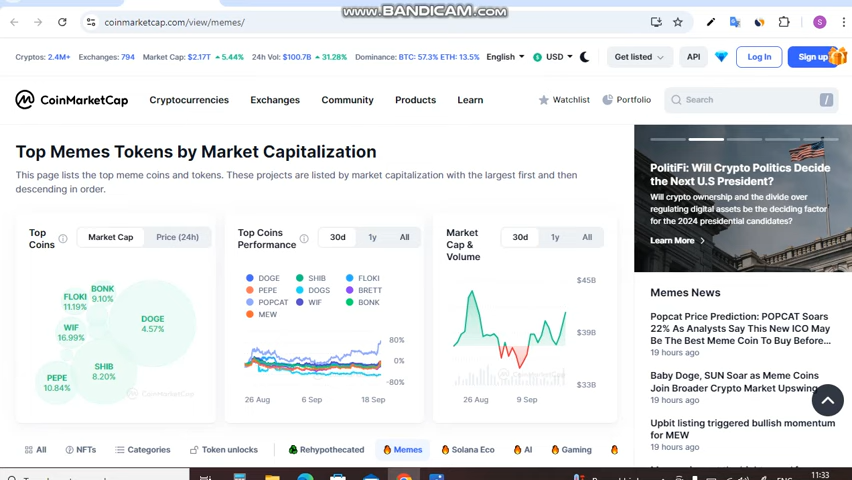 www.BANDICAM.com
coinmarketcap.com/view/memes/
S
Cryptos: 2.4M+ Exchanges: 794 Market Cap: $2.17T 5.44% 24h Vol: $100.7B 31.28% Dominance: BTC: 57.3% ETH: 13.5% English USD Get listed API Log In Sign up
CoinMarketCap Cryptocurrencies Exchanges Community Products Learn Watchlist Portfolio Search /
Top Memes Tokens by Market Capitalization
This page lists the top meme coins and tokens. These projects are listed by market capitalization with the largest first and then
descending in order.
Top
Coins
Market Cap Price (24h)
BONK
9.10%
FLOKI
11.19%
DOGE
4.57%
WIF
16.99%
SHIB
8.20%
PEPE
10.84%
CoinMarketCap
Top Coins
Performance
30d 1y All
DOGE SHIB FLOKI
PEPE DOGS BRETT
POPCAT WIF BONK
MEW
80%
0%
-80%
26 Aug 6 Sep 18 Sep
Market
Cap &
Volume
30d 1y All
$45B
$39B
$33B
26 Aug 9 Sep
All NFTs Categories Token unlocks Rehypothecated Memes Solana Eco AI Gaming
PolitiFi: Will Crypto Politics Decide
the Next U.S President?
Will crypto ownership and the divide over
regulating digital assets be the deciding factor
for the 2024 presidential candidates?
Learn More
Memes News
Popcat Price Prediction: POPCAT Soars
22% As Analysts Say This New ICO May
Be The Best Meme Coin To Buy Before...
19 hours ago
Baby Doge, SUN Soar as Meme Coins
Join Broader Crypto Market Upswing
19 hours ago
Upbit listing triggered bullish momentum
for MEW
19 hours ago
11:33